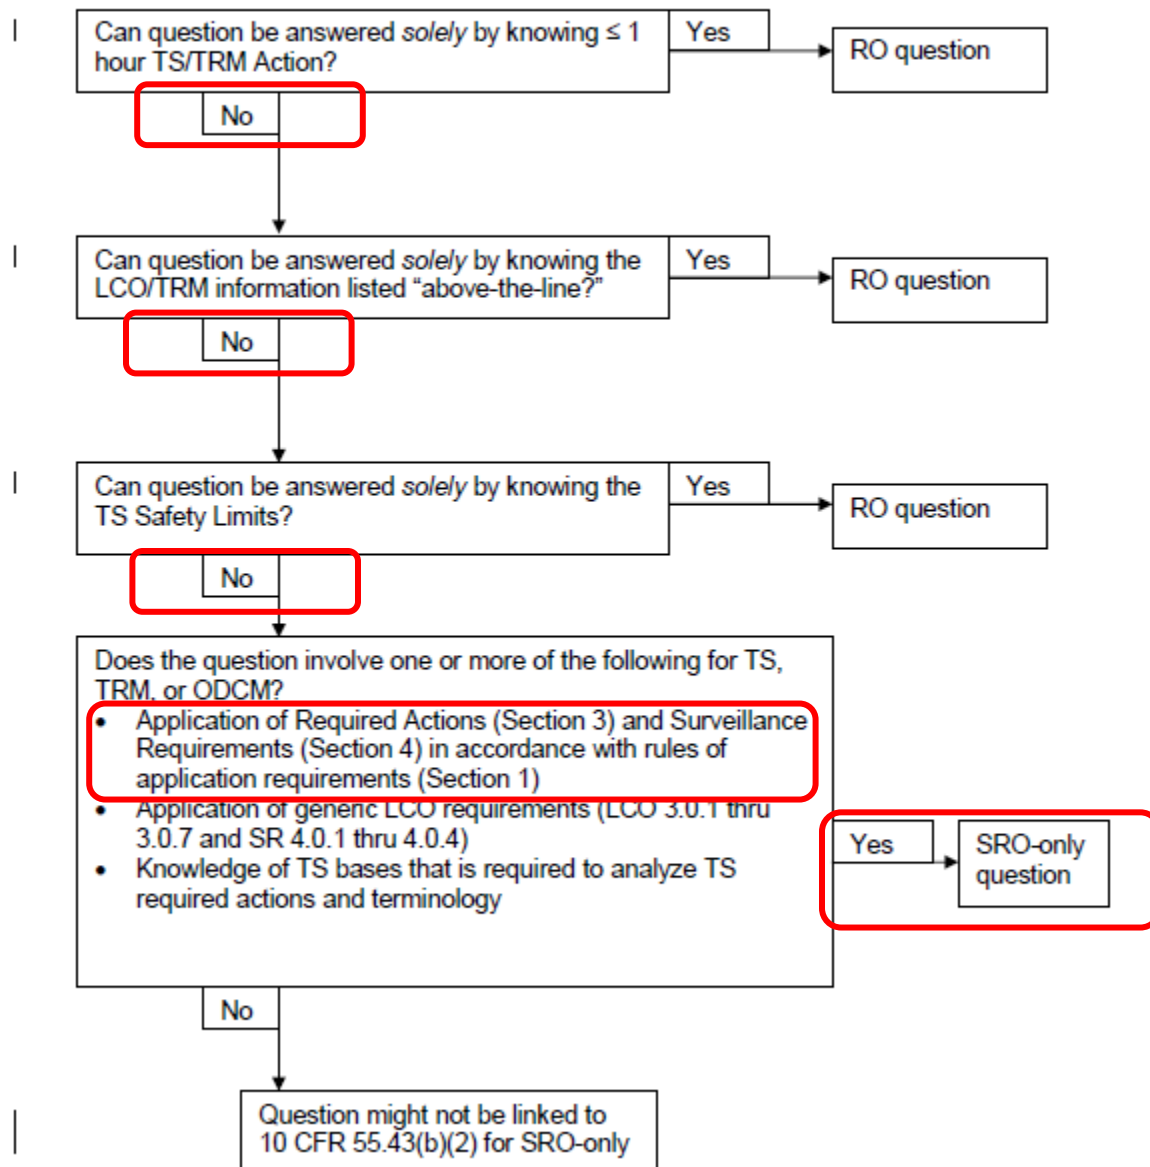 Can question be answered solely by knowing ≤ 1
hour TS/TRM Action?
Yes
RO question
No
Can question be answered solely by knowing the
LCO/TRM information listed “above-the-line?”
Yes
RO question
No
Can question be answered solely by knowing the
TS Safety Limits?
Yes
RO question
No
Does the question involve one or more of the following for TS,
TRM, or ODCM?
• Application of Required Actions (Section 3) and Surveillance
Requirements (Section 4) in accordance with rules of
application requirements (Section 1)
• Application of generic LCO requirements (LCO 3.0.1 thru
3.0.7 and SR 4.0.1 thru 4.0.4)
• Knowledge of TS bases that is required to analyze TS
required actions and terminology
Yes
SRO-only
question
No
Question might not be linked to
10 CFR 55.43(b)(2) for SRO-only